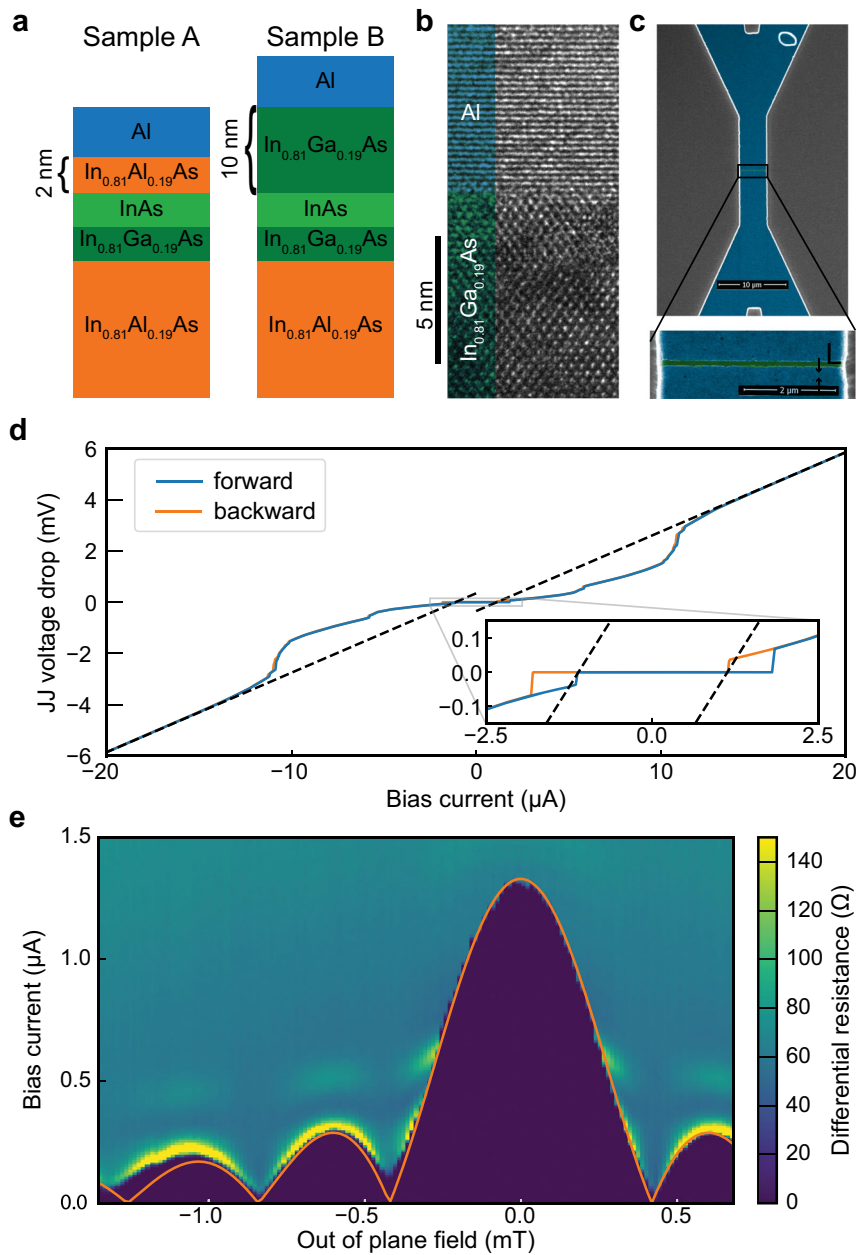 a
Sample A
Sample B
Al
In0.81Al0.19As
InAs
In0.81Ga0.19As
In0.81Al0.19As
2 nm
Al
In0.81Ga0.19As
InAs
In0.81Ga0.19As
In0.81Al0.19As
10 nm
b
Al
In0.81Ga0.19As
5 nm
c
10 µm
L
2 µm
d
6
4
2
0
−2
−4
−6
JJ voltage drop (mV)
forward
backward
0.1
0.0
−0.1
−2.5 0.0 2.5
−20 −10 0 10 20
Bias current (µA)
e
1.5
1.0
0.5
0.0
Bias current (µA)
−1.0 −0.5 0.0 0.5
Out of plane field (mT)
140
120
100
80
60
40
20
0
Differential resistance (Ω)